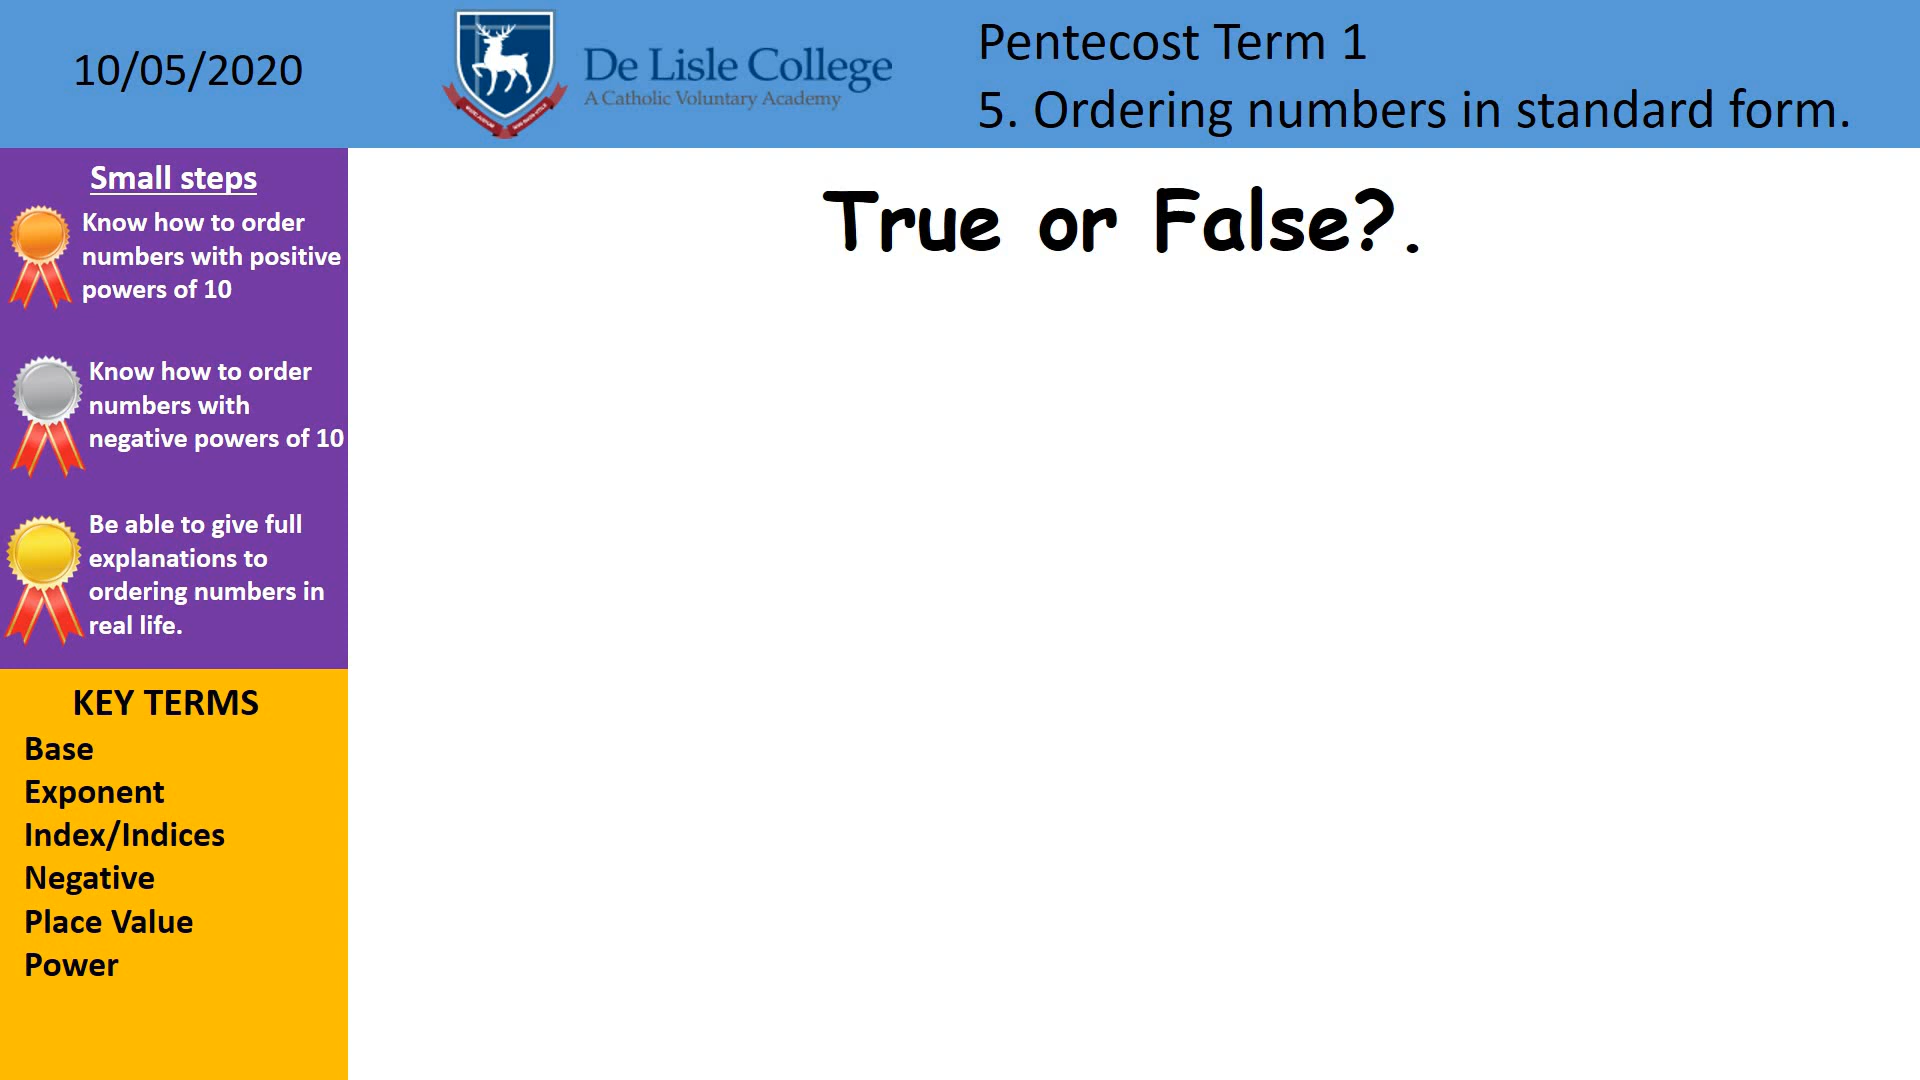 10/05/2020
De Lisle College
A Catholic Voluntary Academy
Pentecost Term 1
5. Ordering numbers in standard form.
Small steps
Know how to order
numbers with positive
powers of 10
Know how to order
numbers with
negative powers of 10
Be able to give full
explanations to
ordering numbers in
real life.
KEY TERMS
Base
Exponent
Index/Indices
Negative
Place Value
Power
True or False?.